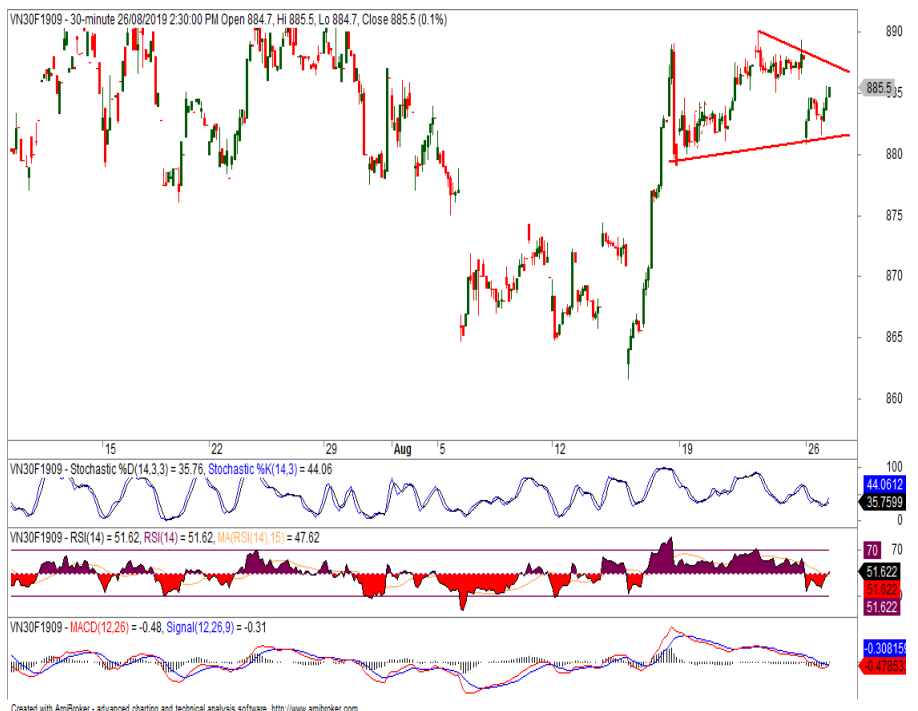 VN30F1909 - 30-minute 26/08/2019 2:30:00 PM Open 884.7, Hi 885.5, Lo 884.7, Close 885.5 (0.1%)
890
885.5
880
875
870
865
860
15 22 29 Aug 5 12 19 26
VN30F1909 - Stochastic %D(14,3,3) = 35.76, Stochastic %K(14,3) = 44.06
100
44.0612
35.7599
0
VN30F1909 - RSI(14) = 51.62, RSI(14) = 51.62, MA(RSI(14),15) = 47.62
70 70
51.622
51.622
51.622
VN30F1909 - MACD(12,26) = -0.48, Signal(12,26,9) = -0.31
-0.308159
-0.478533
Created with AmiBroker - advanced charting and technical analysis software. http://www.amibroker.com